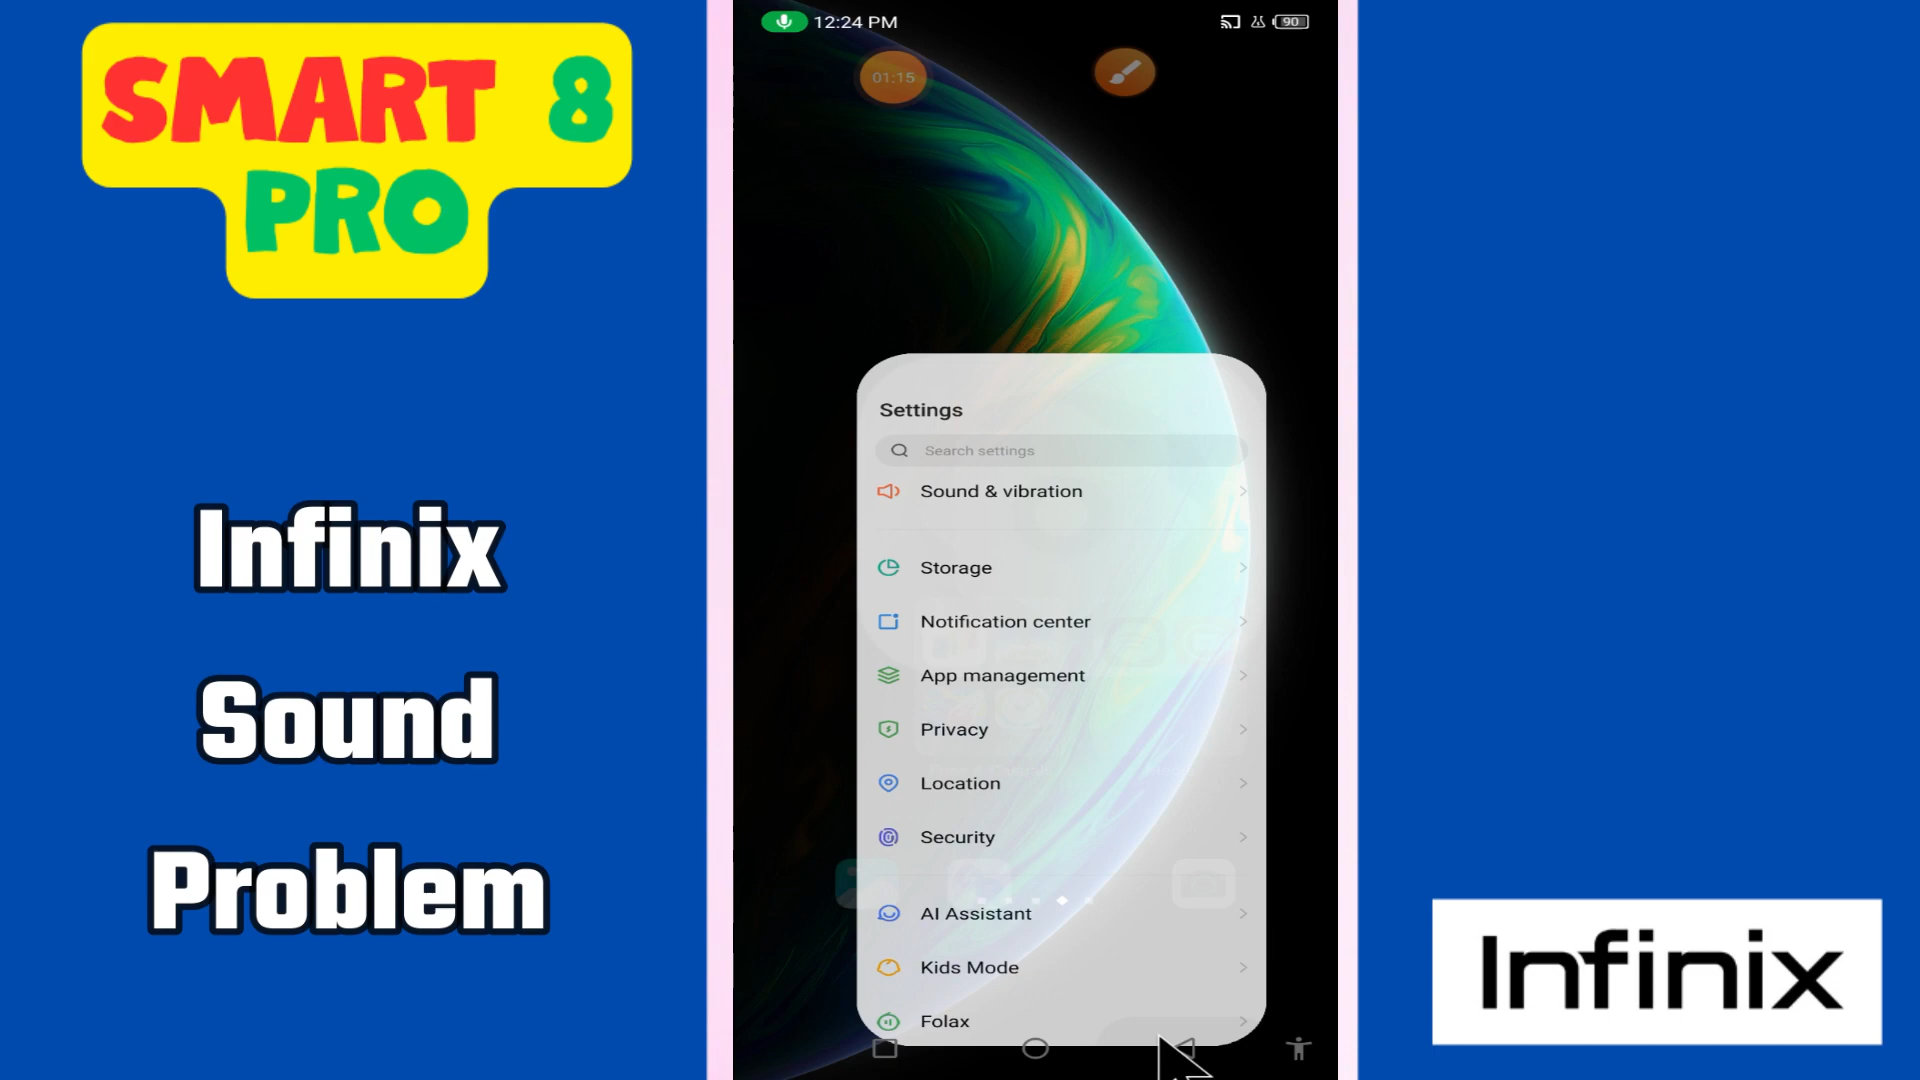 SMART 8
PRO
Infinix
Sound
Problem
12:24 PM
90
01:15
Settings
Search settings
Sound & vibration
Storage
Notification center
App management
Privacy
Location
Security
AI Assistant
Kids Mode
Folax
Infinix